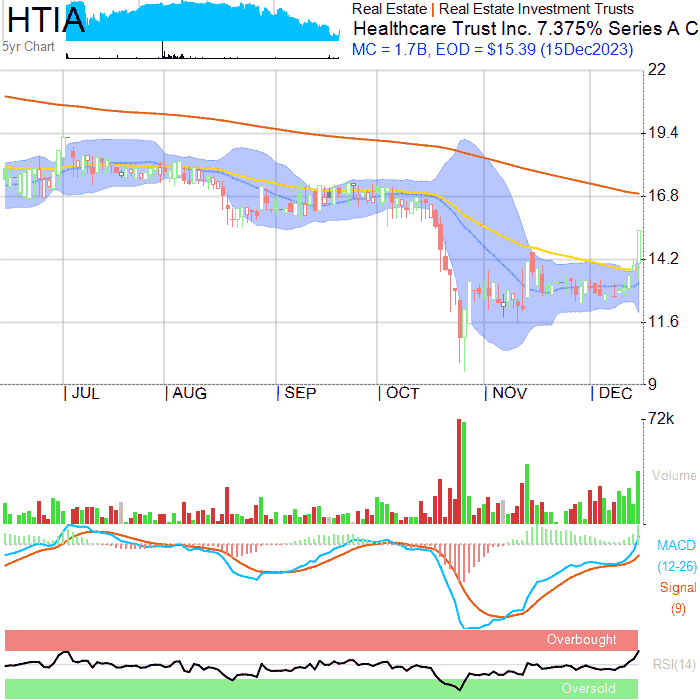 HTIA
5yr Chart
Real Estate | Real Estate Investment Trusts
Healthcare Trust Inc. 7.375% Series A C
MC = 1.7B, EOD = $15.39 (15Dec2023)
22
19.4
16.8
14.2
11.6
9
JUL AUG SEP OCT NOV DEC
72k
Volume
MACD
(12-26)
Signal
(9)
Overbought
RSI(14)
Oversold